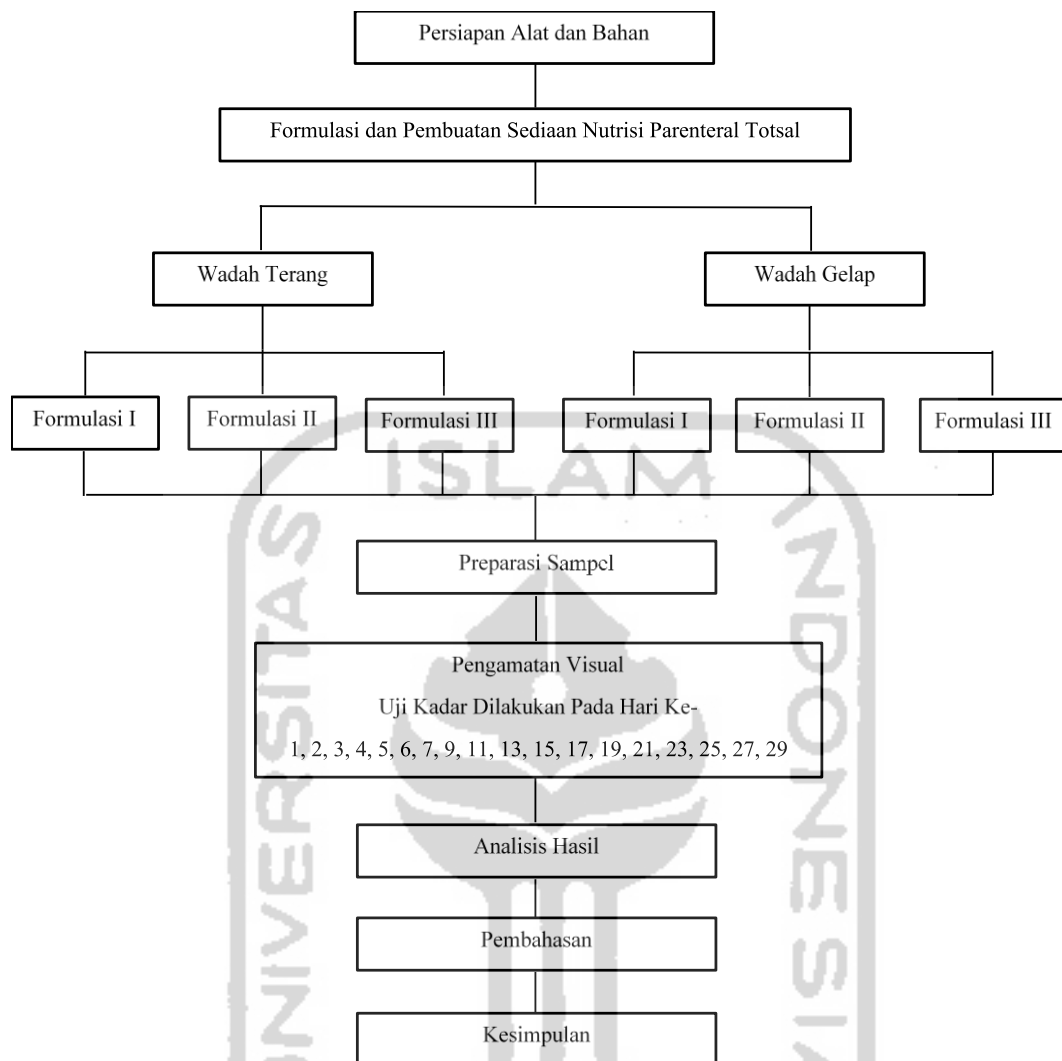 Persiapan Alat dan Bahan
Formulasi dan Pembuatan Sediaan Nutrisi Parenteral Totsal
Wadah Terang
Wadah Gelap
Formulasi I
Formulasi II
Formulasi III
Formulasi I
Formulasi II
Formulasi III
Preparasi Sampel
Pengamatan Visual
Uji Kadar Dilakukan Pada Hari Ke-
1, 2, 3, 4, 5, 6, 7, 9, 11, 13, 15, 17, 19, 21, 23, 25, 27, 29
Analisis Hasil
Pembahasan
Kesimpulan
UNIVERSITAS
ISLAM
INDONESIA